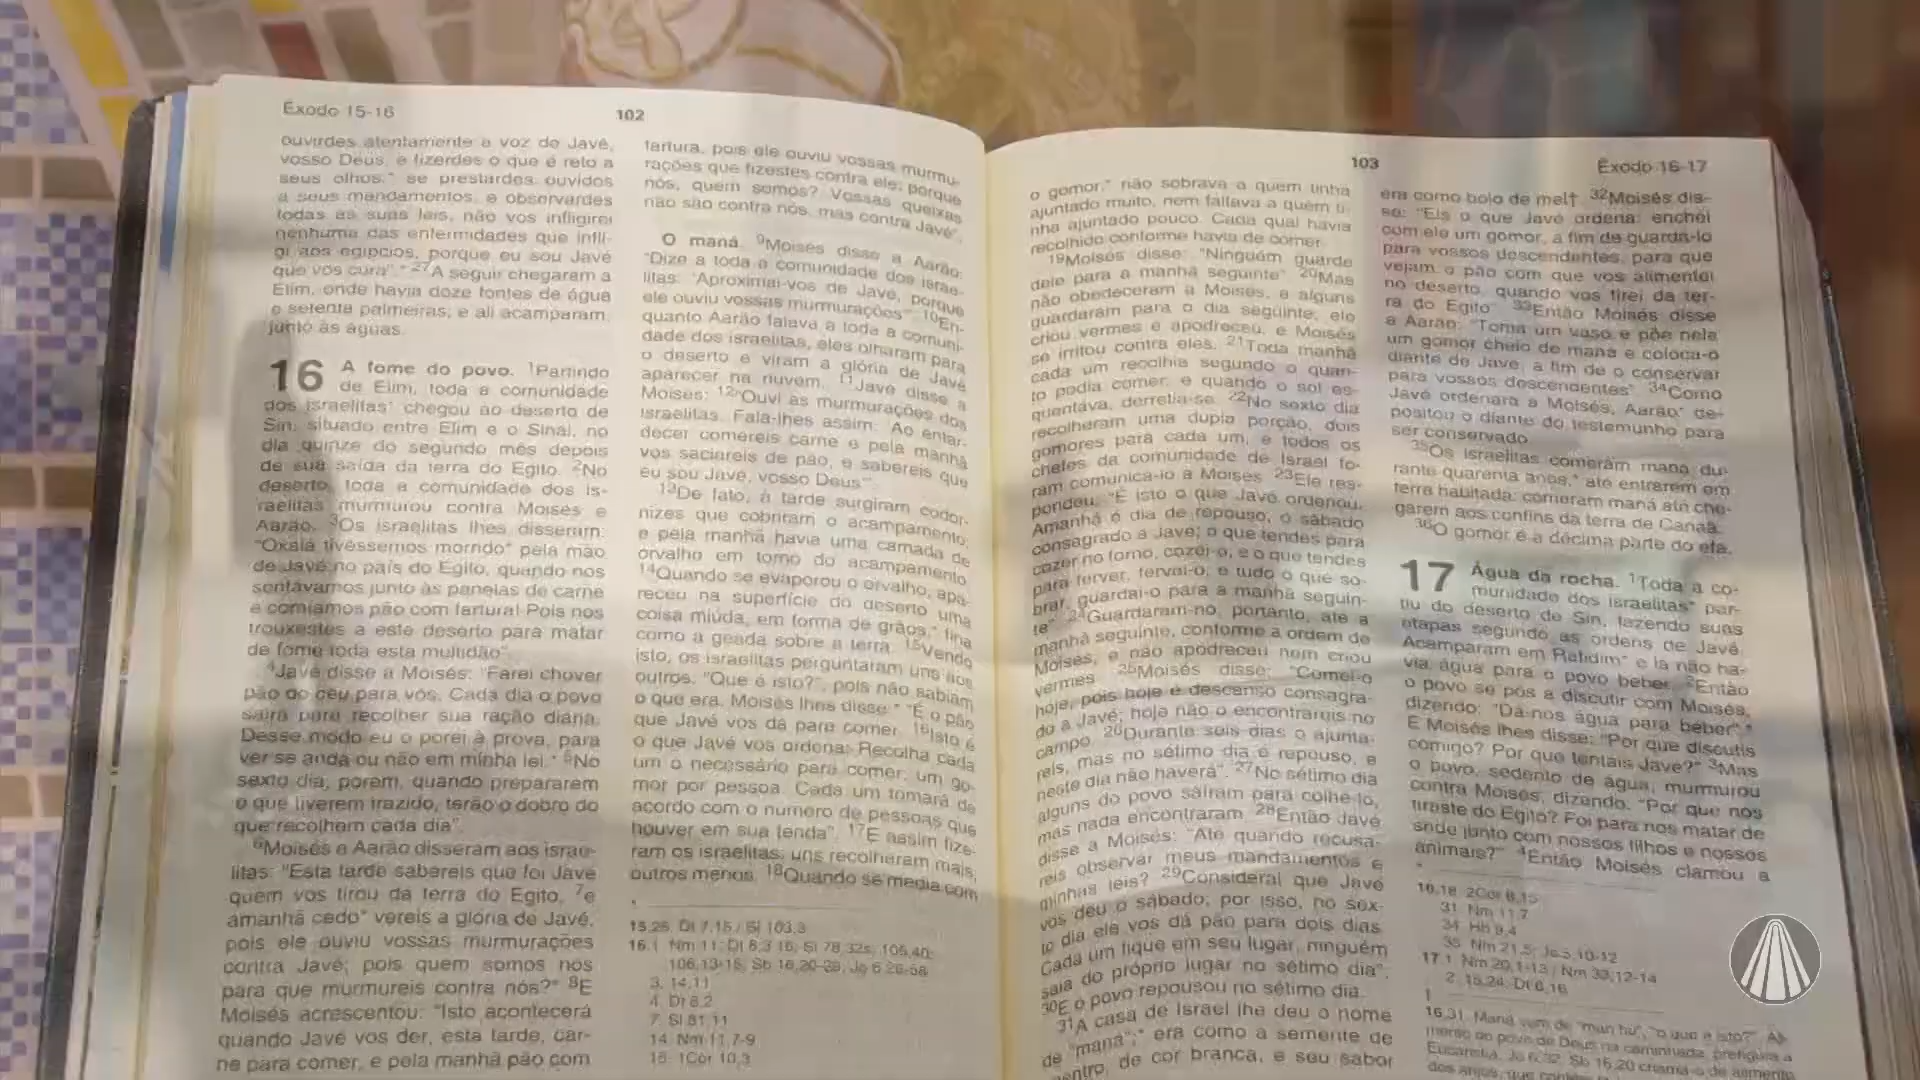 Êxodo 15-16
102
ouvirdes atentamente a voz de Javé,
vosso Deus, e fizerdes o que é reto a
seus olhos,* se prestardes ouvidos
a seus mandamentos, e observardes
todas as suas leis, não vos infligirei
nenhuma das enfermidades que infli-
gi aos egípcios, porque eu sou Javé
que vos cura".* 27A seguir chegaram a
Elim, onde havia doze fontes de água
e setenta palmeiras; e ali acamparam,
junto às águas.
16 A fome do povo. 1Partindo
de Elim, toda a comunidade
dos israelitas* chegou ao deserto de
Sin, situado entre Elim e o Sinai, no
dia quinze do segundo mês depois
de sua saída da terra do Egito. 2No
deserto, toda a comunidade dos is-
raelitas murmurou contra Moisés e
Aarão. 3Os israelitas lhes disseram:
"Oxalá tivéssemos morrido* pela mão
de Javé no país do Egito, quando nos
sentávamos junto às panelas de carne
e comíamos pão com fartura! Pois nos
trouxestes a este deserto para matar
de fome toda esta multidão".
4Javé disse a Moisés: "Farei chover
pão do céu para vós. Cada dia o povo
sairá para recolher sua ração diária.
Desse modo eu o porei à prova, para
ver se anda ou não em minha lei.* 5No
sexto dia, porém, quando prepararem
o que tiverem trazido, terão o dobro do
que recolhem cada dia".
6Moisés e Aarão disseram aos israe-
litas: "Esta tarde sabereis que foi Javé
quem vos tirou da terra do Egito, 7e
amanhã cedo* vereis a glória de Javé,
pois ele ouviu vossas murmurações
contra Javé; pois quem somos nós
para que murmureis contra nós?" 8E
Moisés acrescentou: "Isto acontecerá
quando Javé vos der, esta tarde, car-
ne para comer, e pela manhã pão com
fartura, pois ele ouviu vossas murmu-
rações que fizestes contra ele; porque
nós, quem somos? Vossas queixas
não são contra nós, mas contra Javé".
O maná. 9Moisés disse a Aarão:
"Dize a toda a comunidade dos israe-
litas: 'Aproximai-vos de Javé, porque
ele ouviu vossas murmurações'". 10En-
quanto Aarão falava a toda a comuni-
dade dos israelitas, eles olharam para
o deserto e viram a glória de Javé
aparecer na nuvem. 11Javé disse a
Moisés: 12"Ouvi as murmurações dos
israelitas. Fala-lhes assim: Ao entar-
decer comereis carne e pela manhã
vos saciareis de pão, e sabereis que
eu sou Javé, vosso Deus".
13De fato, à tarde surgiram codor-
nizes que cobriram o acampamento;
e pela manhã havia uma camada de
orvalho em torno do acampamento.
14Quando se evaporou o orvalho, apa-
receu na superfície do deserto uma
coisa miúda, em forma de grãos,* fina
como a geada sobre a terra. 15Vendo
isto, os israelitas perguntaram uns aos
outros: "Que é isto?", pois não sabiam
o que era. Moisés lhes disse:* "É o pão
que Javé vos dá para comer. 16Isto é
o que Javé vos ordena: Recolha cada
um o necessário para comer, um go-
mor por pessoa. Cada um tomará de
acordo com o número de pessoas que
houver em sua tenda". 17E assim fize-
ram os israelitas; uns recolheram mais,
outros menos. 18Quando se media com
*
15,26. Dt 7,15 / Sl 103,3
16,1. Nm 11; Dt 8,3.16; Sl 78,32s; 105,40;
106,13-15; Sb 16,20-29; Jo 6,26-58
3. 14,11
4. Dt 8,2
7. Sl 81,11
14. Nm 11,7-9
15. 1Cor 10,3
103
Êxodo 16-17
o gomor,* não sobrava a quem tinha
ajuntado muito, nem faltava a quem ti-
nha ajuntado pouco. Cada qual havia
recolhido conforme havia de comer.
19Moisés disse: "Ninguém guarde
dele para a manhã seguinte". 20Mas
não obedeceram a Moisés, e alguns
guardaram para o dia seguinte; ele
criou vermes e apodreceu, e Moisés
se irritou contra eles. 21Toda manhã
cada um recolhia segundo o quan-
to podia comer; e quando o sol es-
quentava, derretia-se. 22No sexto dia
recolheram uma dupla porção, dois
gomores para cada um, e todos os
chefes da comunidade de Israel fo-
ram comunicá-lo a Moisés. 23Ele res-
pondeu: "É isto o que Javé ordenou.
Amanhã é dia de repouso, o sábado
consagrado a Javé; o que tendes para
cozer no forno, cozei-o, e o que tendes
para ferver, fervei-o; e tudo o que so-
brar, guardai-o para a manhã seguin-
te". 24Guardaram-no, portanto, até a
manhã seguinte, conforme a ordem de
Moisés, e não apodreceu nem criou
vermes. 25Moisés disse: "Comei-o
hoje, pois hoje é descanso consagra-
do a Javé; hoje não o encontrareis no
campo. 26Durante seis dias o ajunta-
reis, mas no sétimo dia é repouso, e
neste dia não haverá". 27No sétimo dia
alguns do povo saíram para colhê-lo,
mas nada encontraram. 28Então Javé
disse a Moisés: "Até quando recusa-
reis observar meus mandamentos e
minhas leis? 29Considerai que Javé
vos deu o sábado; por isso, no sex-
to dia ele vos dá pão para dois dias.
Cada um fique em seu lugar, ninguém
saia do próprio lugar no sétimo dia".
30E o povo repousou no sétimo dia.
31A casa de Israel lhe deu o nome
de "maná";* era como a semente de
coentro, de cor branca, e seu sabor
era como bolo de mel† 32Moisés dis-
se: "Eis o que Javé ordena: enchei
com ele um gomor, a fim de guardá-lo
para vossos descendentes, para que
vejam o pão com que vos alimentei
no deserto, quando vos tirei da ter-
ra do Egito". 33Então Moisés disse
a Aarão: "Toma um vaso e põe nele
um gomor cheio de maná e coloca-o
diante de Javé, a fim de o conservar
para vossos descendentes". 34Como
Javé ordenara a Moisés, Aarão* de-
positou o diante do testemunho para
ser conservado.
35Os israelitas comeram maná du-
rante quarenta anos,* até entrarem em
terra habitada; comeram maná até che-
garem aos confins da terra de Canaã.
36O gomor é a décima parte do efá.
17 Água da rocha. 1Toda a co-
munidade dos israelitas* par-
tiu do deserto de Sin, fazendo suas
etapas segundo as ordens de Javé.
Acamparam em Rafidim* e lá não ha-
via água para o povo beber. 2Então
o povo se pôs a discutir com Moisés,
dizendo: "Dá-nos água para beber".*
E Moisés lhes disse: "Por que discutis
comigo? Por que tentais Javé?" 3Mas
o povo, sedento de água, murmurou
contra Moisés, dizendo: "Por que nos
tiraste do Egito? Foi para nos matar de
sede junto com nossos filhos e nossos
animais?" 4Então Moisés clamou a
*
16,18. 2Cor 8,15
31. Nm 11,7
34. Hb 9,4
35. Nm 21,5; Js 5,10-12
17,1. Nm 20,1-13 / Nm 33,12-14
2. 15,24; Dt 6,16
†
16,31. Maná vem de "man hu", "o que é isto?". Ali-
mento do povo de Deus na caminhada, prefigura a
Eucaristia, Jo 6,32. Sb 16,20 chama-o de alimento
dos anjos, que